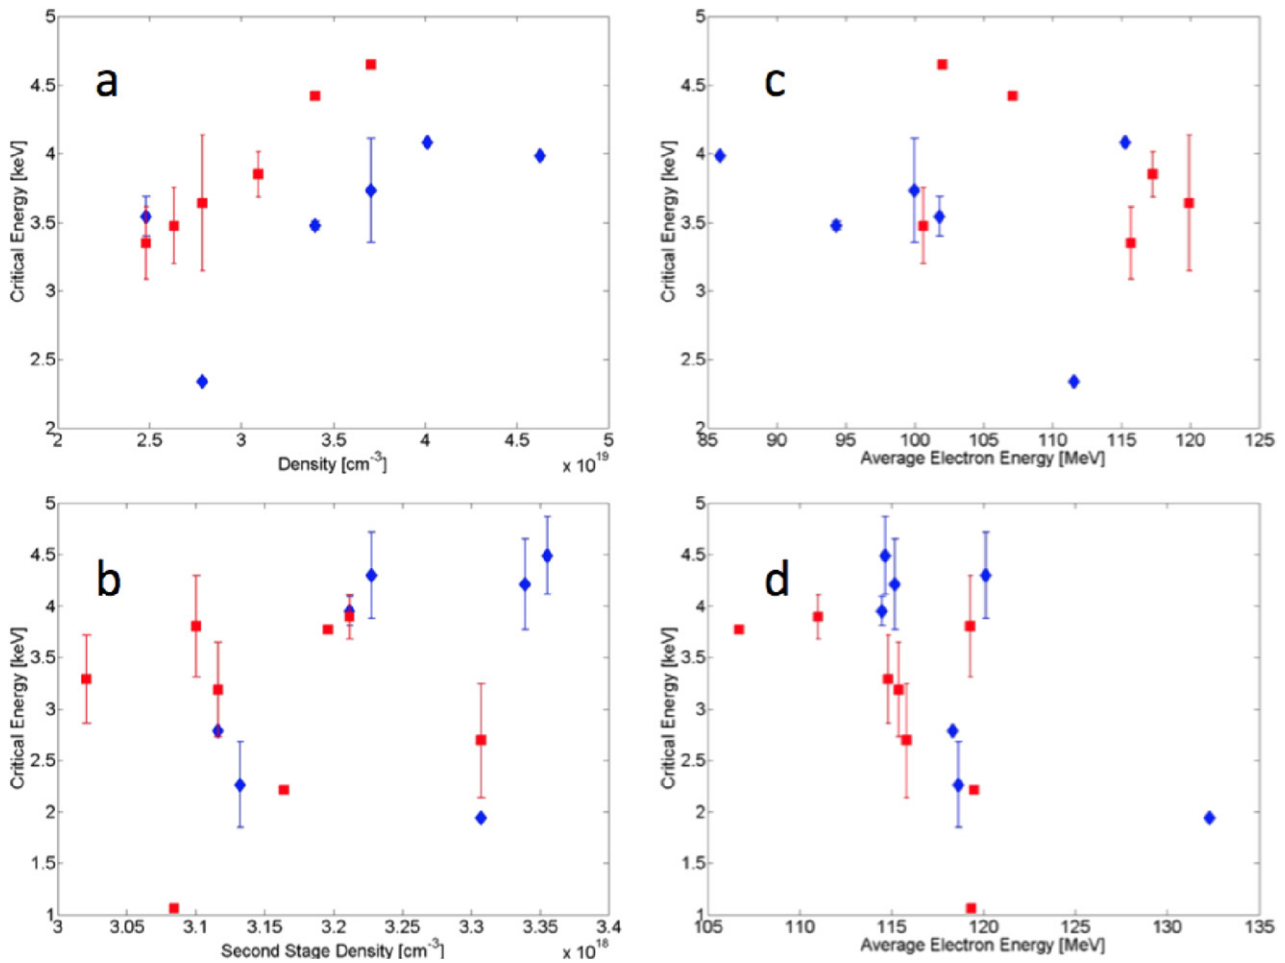 a
5
4.5
4
3.5
3
2.5
2
Critical Energy [keV]
2 2.5 3 3.5 4 4.5 5
Density [cm-3]
x 10^19
c
5
4.5
4
3.5
3
2.5
2
Critical Energy [keV]
85 90 95 100 105 110 115 120 125
Average Electron Energy [MeV]
b
5
4.5
4
3.5
3
2.5
2
1.5
1
Critical Energy [keV]
3 3.05 3.1 3.15 3.2 3.25 3.3 3.35 3.4
Second Stage Density [cm-3]
x 10^18
d
5
4.5
4
3.5
3
2.5
2
1.5
1
Critical Energy [keV]
105 110 115 120 125 130 135
Average Electron Energy [MeV]